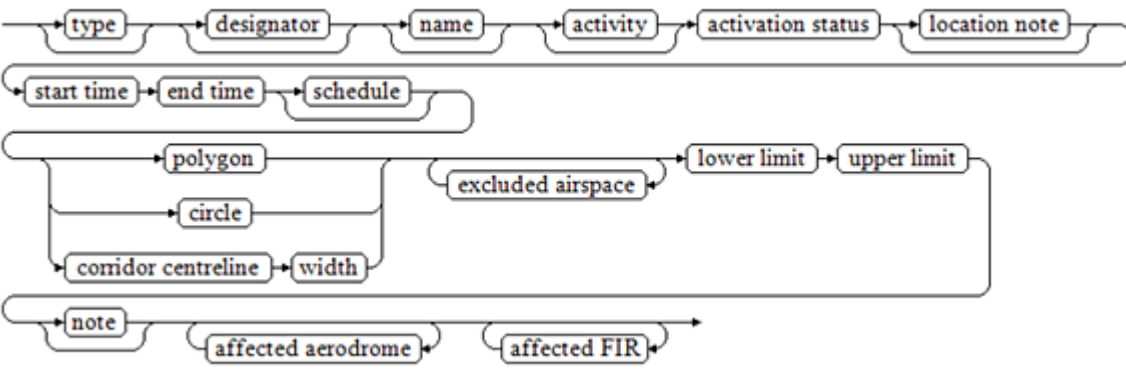 type designator name activity activation status location note
start time end time schedule
polygon lower limit upper limit
excluded airspace
circle
corridor centreline width
note
affected aerodrome affected FIR